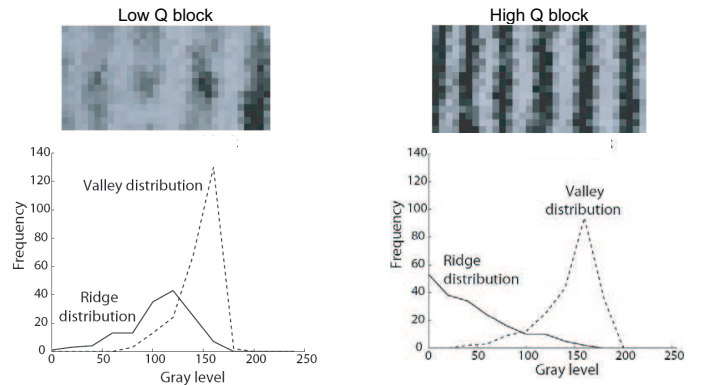 Low Q block
140
120
100
80
60
40
20
0
Frequency
Valley distribution
Ridge
distribution
0 50 100 150 200 250
Gray level
High Q block
140
120
100
80
60
40
20
0
Frequency
Valley
distribution
Ridge
distribution
0 50 100 150 200 250
Gray level